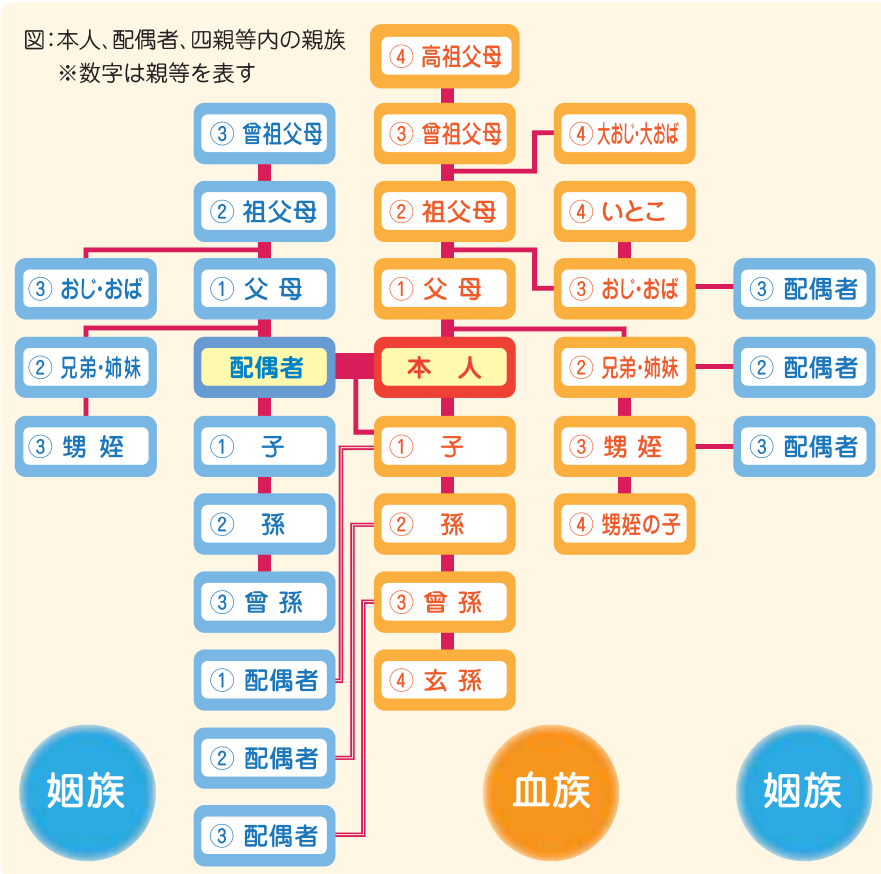 図：本人、配偶者、四親等内の親族
※数字は親等を表す
④ 高祖父母
③ 曾祖父母
③ 曾祖父母
④ 大おじ・大おば
② 祖父母
② 祖父母
④ いとこ
③ おじ・おば
① 父母
① 父母
③ おじ・おば
③ 配偶者
② 兄弟・姉妹
配偶者
本人
② 兄弟・姉妹
② 配偶者
③ 甥姪
① 子
① 子
③ 甥姪
③ 配偶者
② 孫
② 孫
④ 甥姪の子
③ 曾孫
③ 曾孫
① 配偶者
④ 玄孫
② 配偶者
③ 配偶者
姻族
血族
姻族